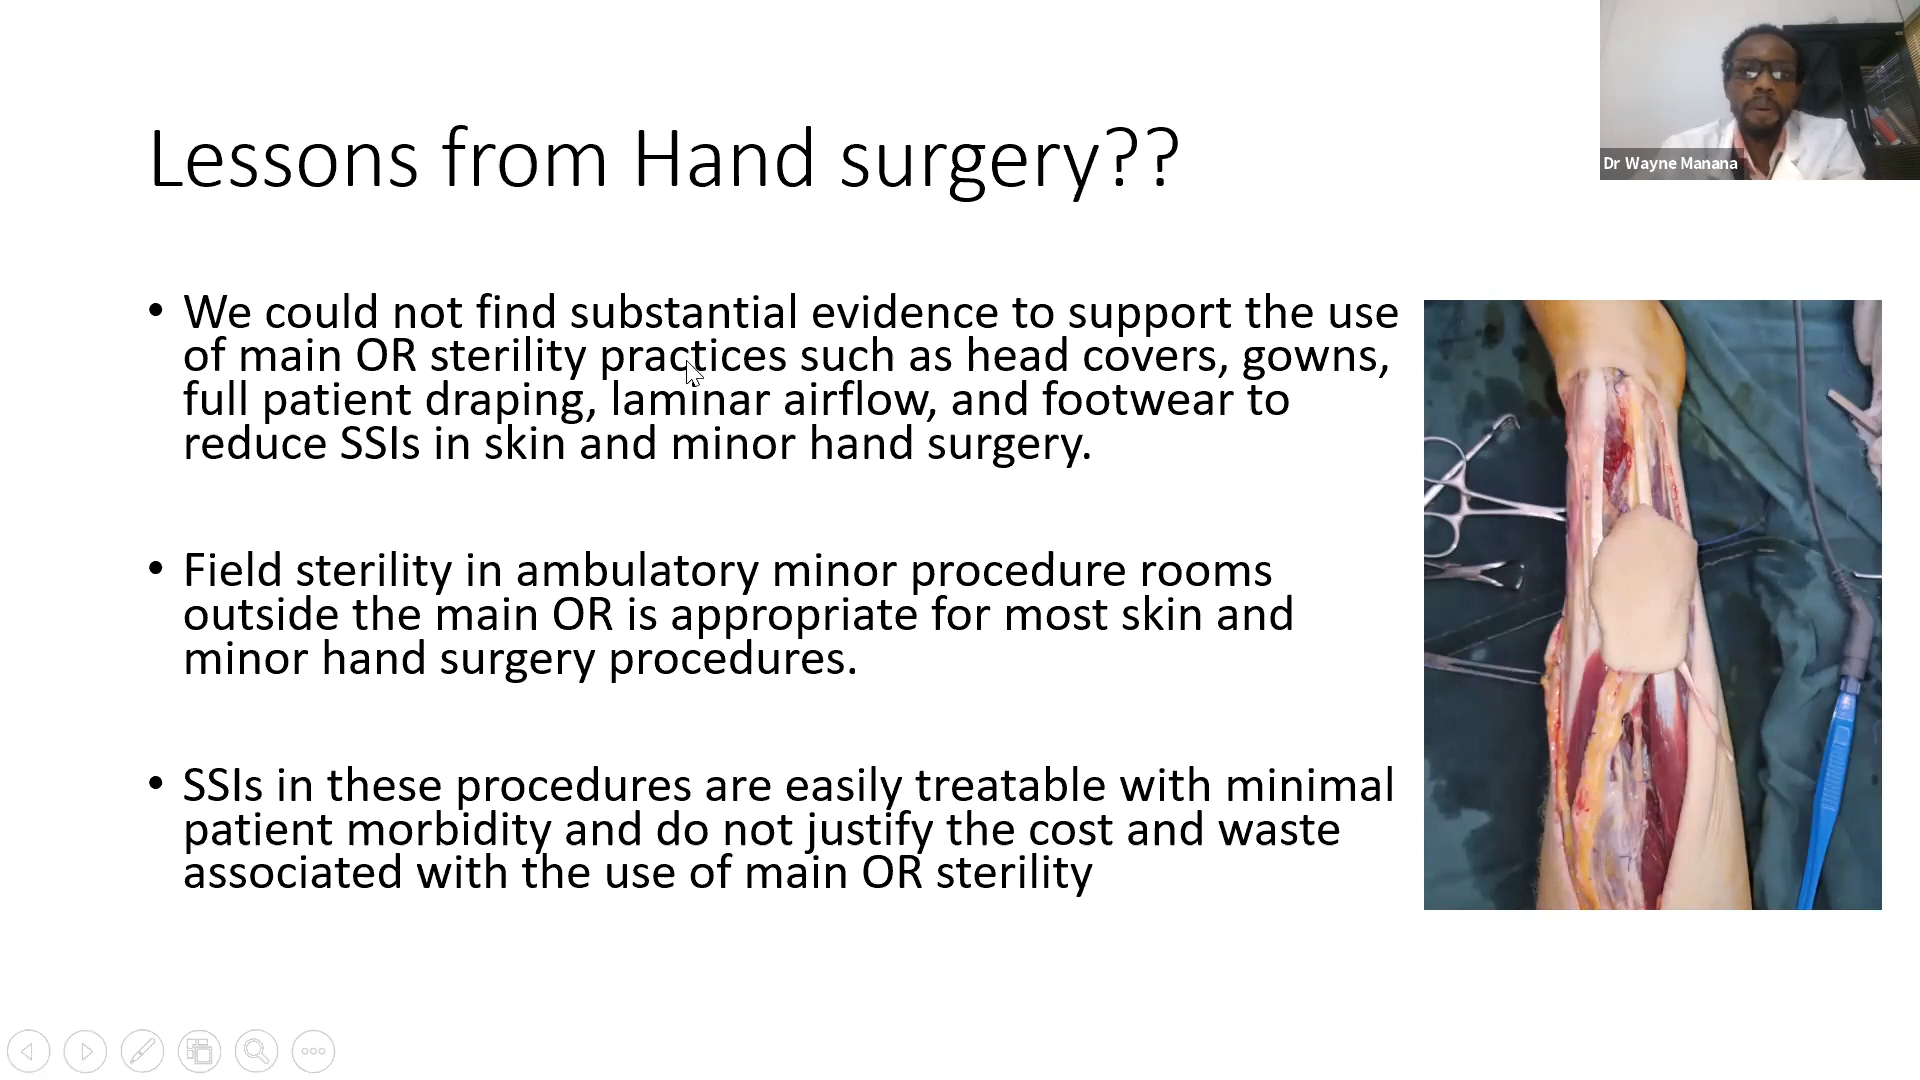 Dr Wayne Manana
Lessons from Hand surgery??
• We could not find substantial evidence to support the use
of main OR sterility practices such as head covers, gowns,
full patient draping, laminar airflow, and footwear to
reduce SSIs in skin and minor hand surgery.
• Field sterility in ambulatory minor procedure rooms
outside the main OR is appropriate for most skin and
minor hand surgery procedures.
• SSIs in these procedures are easily treatable with minimal
patient morbidity and do not justify the cost and waste
associated with the use of main OR sterility